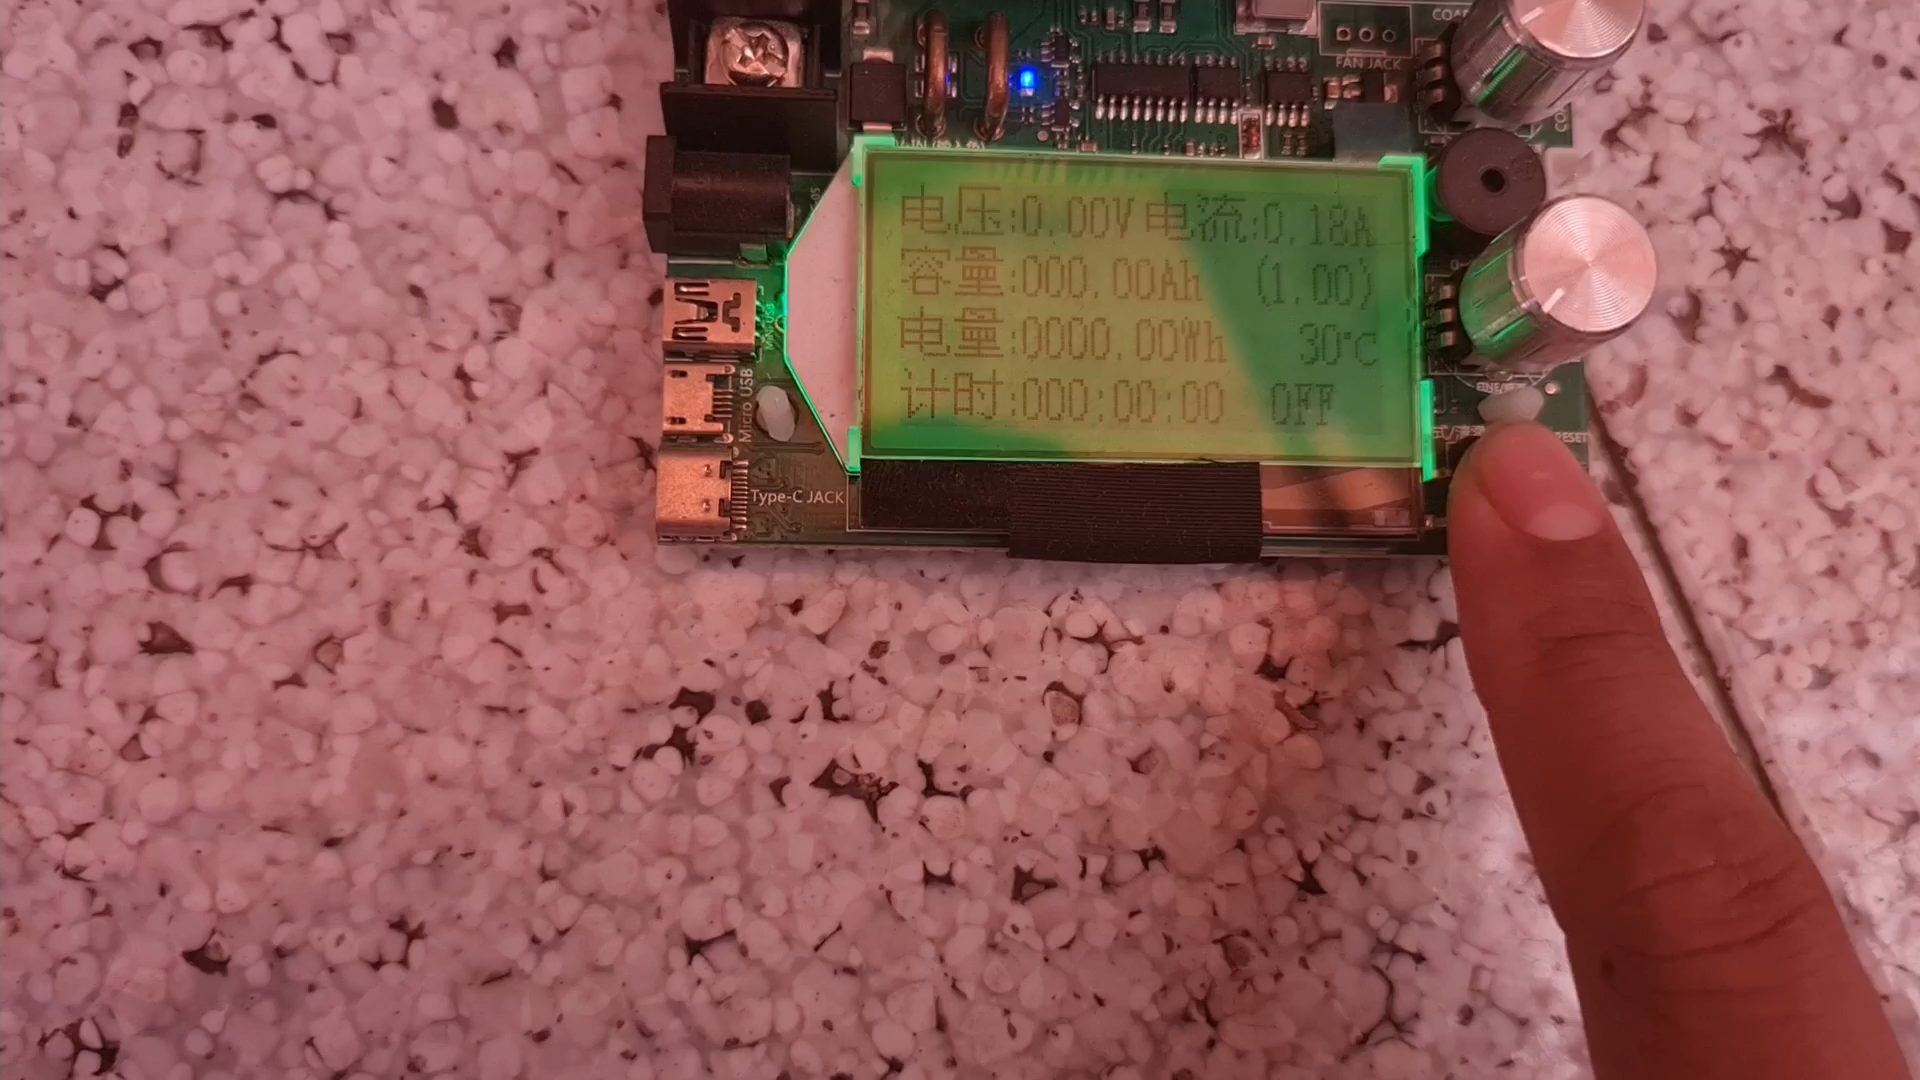 FAN JACK
电压:0.00V 电流:0.18A
容量:000.00Ah (1.00)
电量:0000.00Wh 30℃
计时:000:00:00 OFF
Micro USB
Type-C JACK